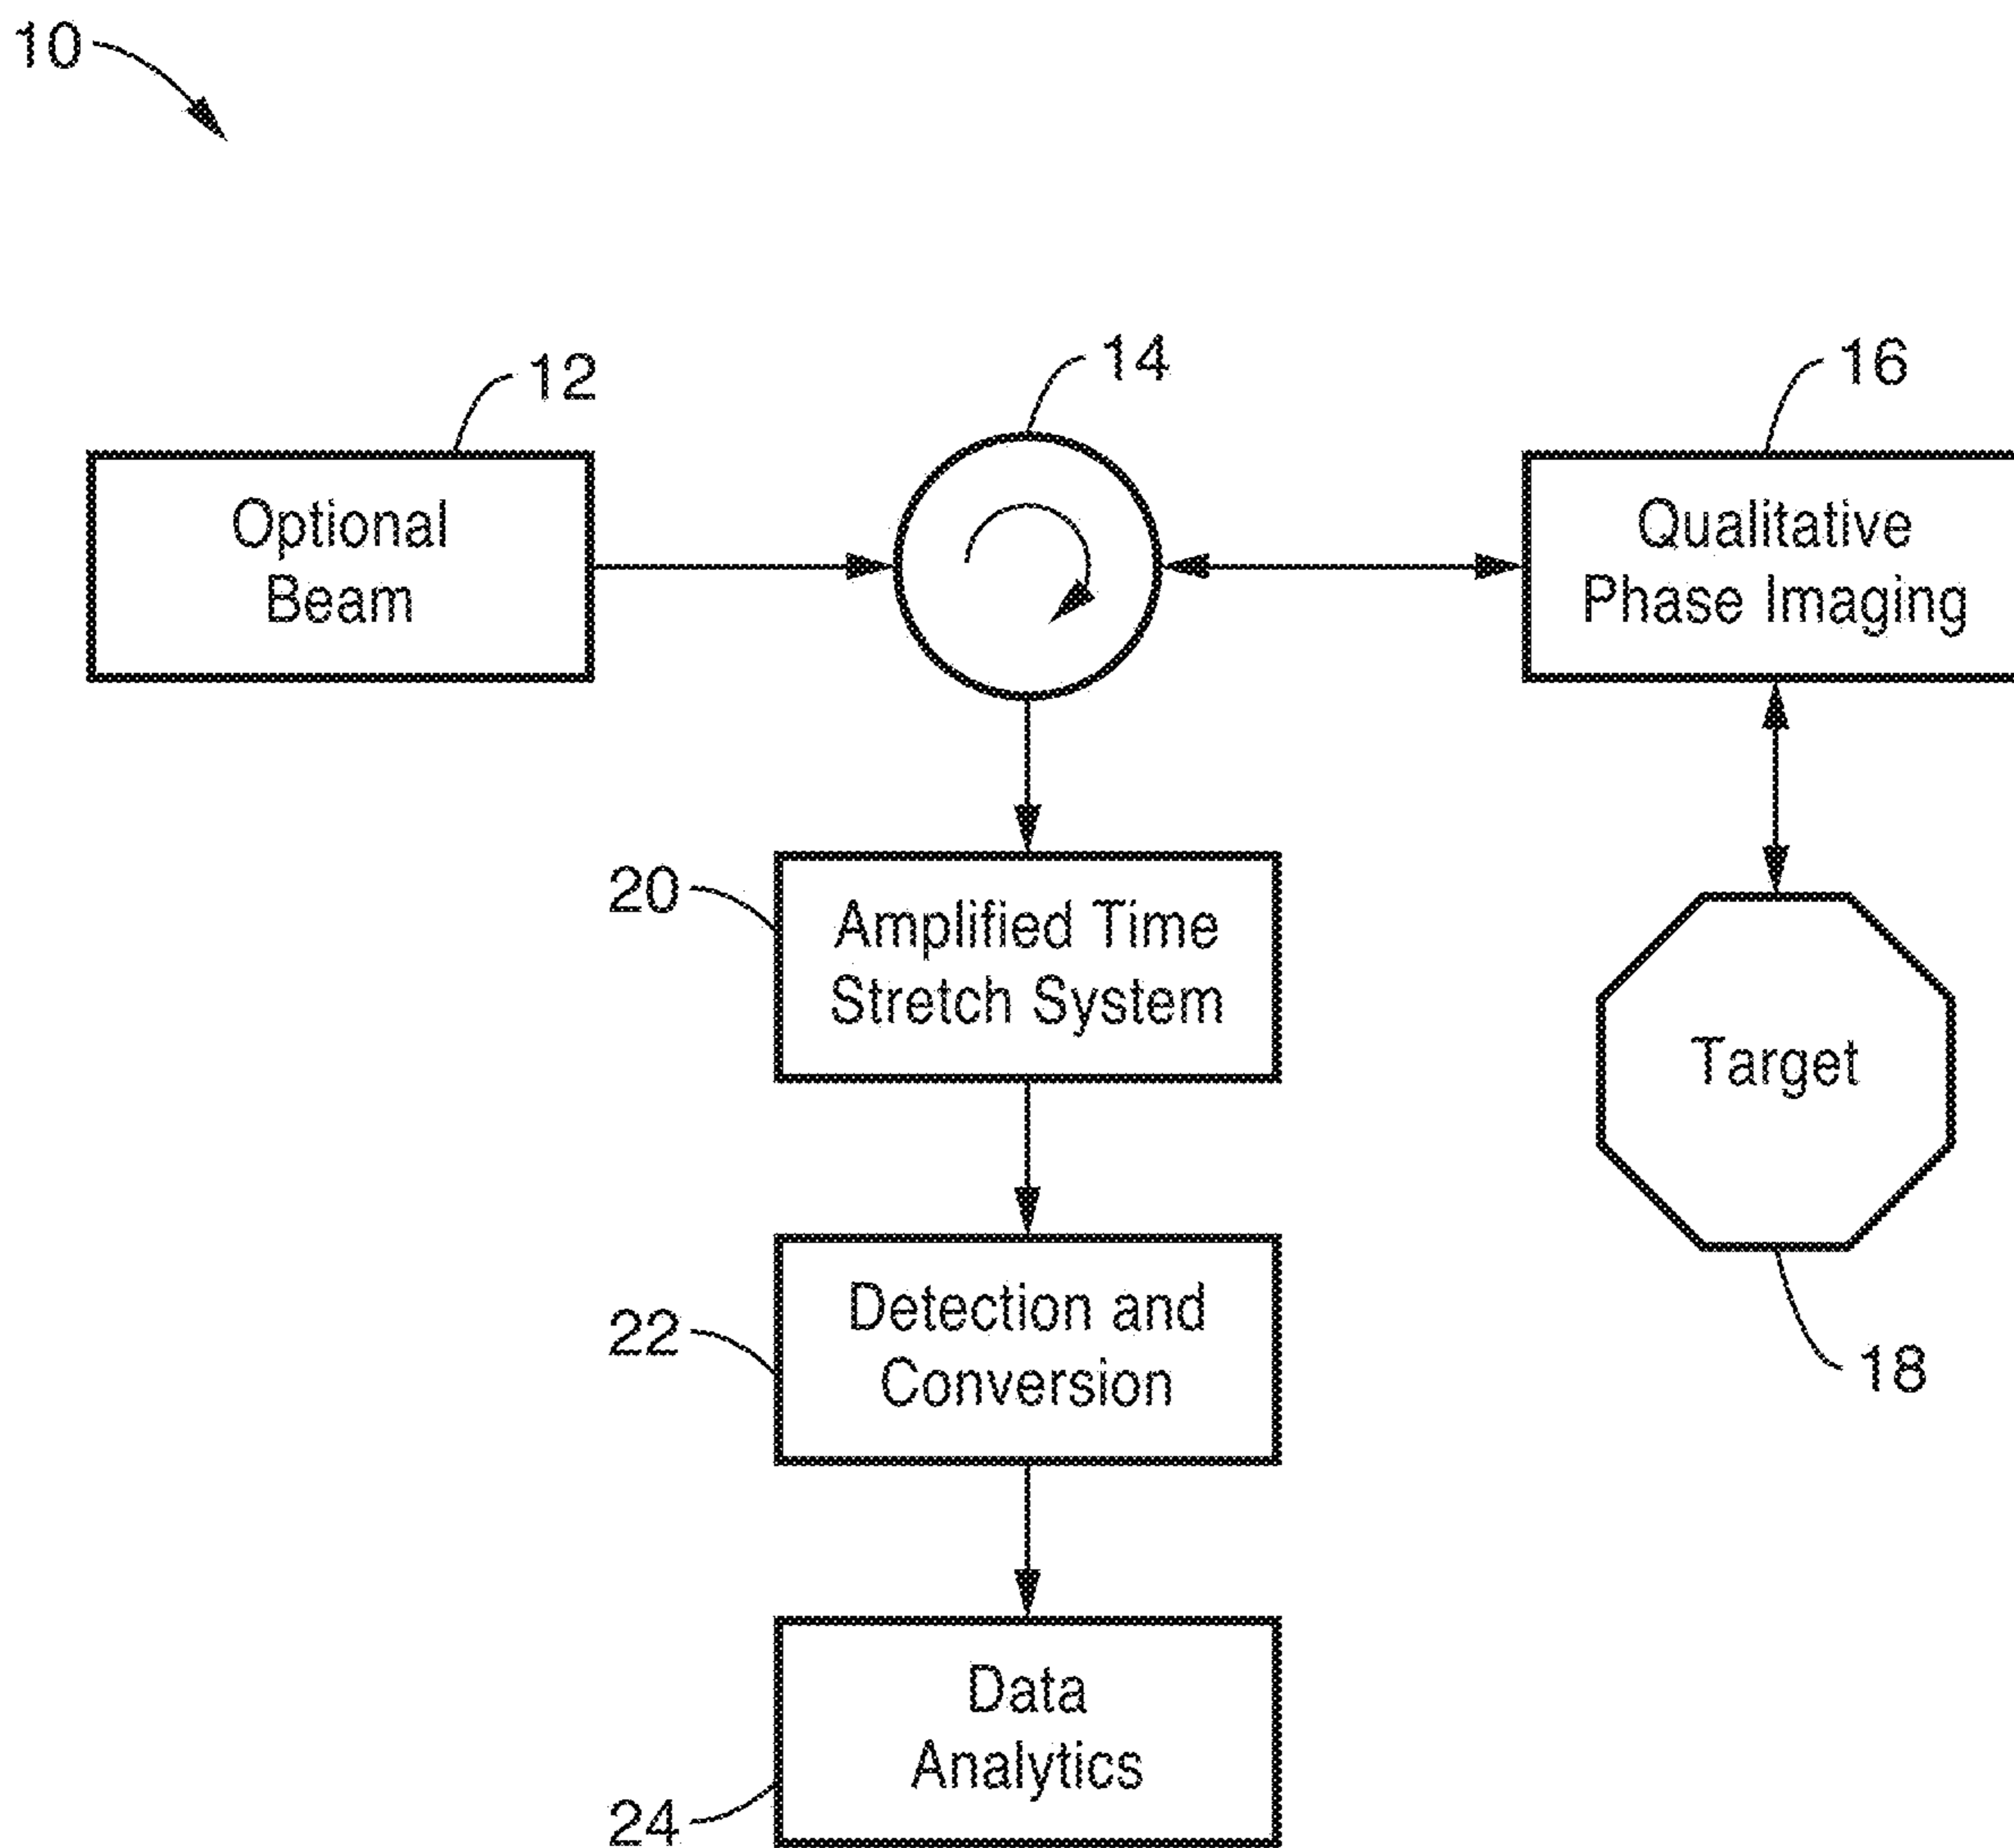 10
12
14
16
Optional
Beam
Qualitative
Phase Imaging
20
Amplified Time
Stretch System
Target
22
Detection and
Conversion
18
Data
Analytics
24